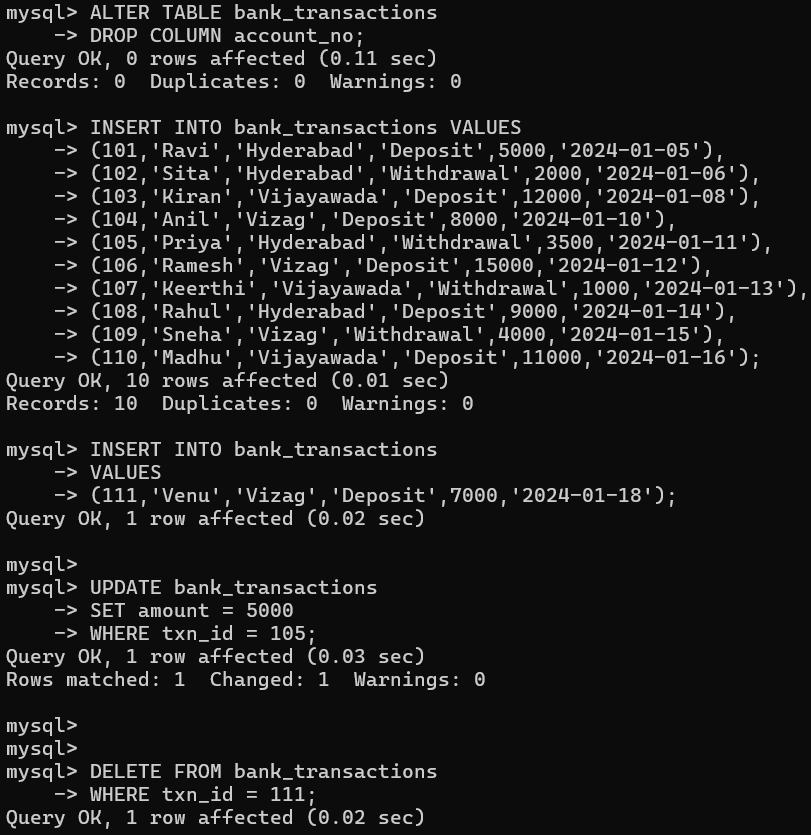 mysql> ALTER TABLE bank_transactions
    -> DROP COLUMN account_no;
Query OK, 0 rows affected (0.11 sec)
Records: 0  Duplicates: 0  Warnings: 0

mysql> INSERT INTO bank_transactions VALUES
    -> (101,'Ravi','Hyderabad','Deposit',5000,'2024-01-05'),
    -> (102,'Sita','Hyderabad','Withdrawal',2000,'2024-01-06'),
    -> (103,'Kiran','Vijayawada','Deposit',12000,'2024-01-08'),
    -> (104,'Anil','Vizag','Deposit',8000,'2024-01-10'),
    -> (105,'Priya','Hyderabad','Withdrawal',3500,'2024-01-11'),
    -> (106,'Ramesh','Vizag','Deposit',15000,'2024-01-12'),
    -> (107,'Keerthi','Vijayawada','Withdrawal',1000,'2024-01-13'),
    -> (108,'Rahul','Hyderabad','Deposit',9000,'2024-01-14'),
    -> (109,'Sneha','Vizag','Withdrawal',4000,'2024-01-15'),
    -> (110,'Madhu','Vijayawada','Deposit',11000,'2024-01-16');
Query OK, 10 rows affected (0.01 sec)
Records: 10  Duplicates: 0  Warnings: 0

mysql> INSERT INTO bank_transactions
    -> VALUES
    -> (111,'Venu','Vizag','Deposit',7000,'2024-01-18');
Query OK, 1 row affected (0.02 sec)

mysql>
mysql> UPDATE bank_transactions
    -> SET amount = 5000
    -> WHERE txn_id = 105;
Query OK, 1 row affected (0.03 sec)
Rows matched: 1  Changed: 1  Warnings: 0

mysql>
mysql>
mysql> DELETE FROM bank_transactions
    -> WHERE txn_id = 111;
Query OK, 1 row affected (0.02 sec)